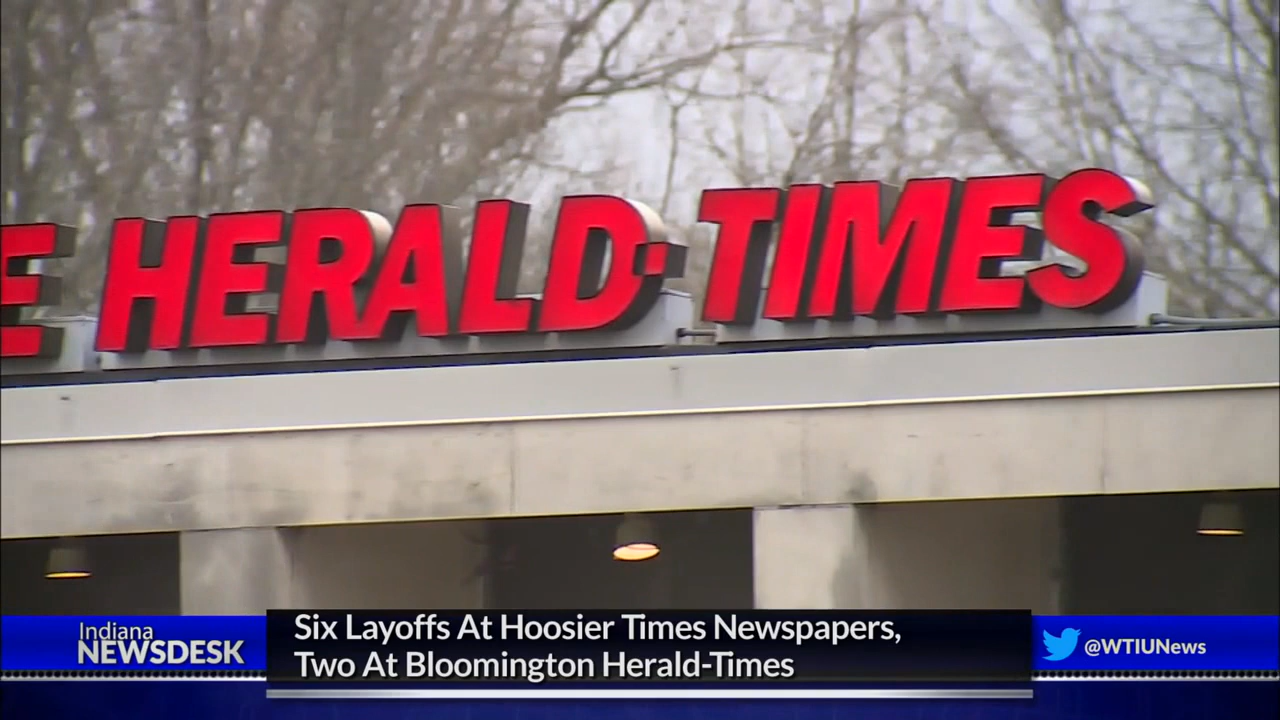 E HERALD-TIMES
Indiana
NEWSDESK
Six Layoffs At Hoosier Times Newspapers,
Two At Bloomington Herald-Times
@WTIUNews